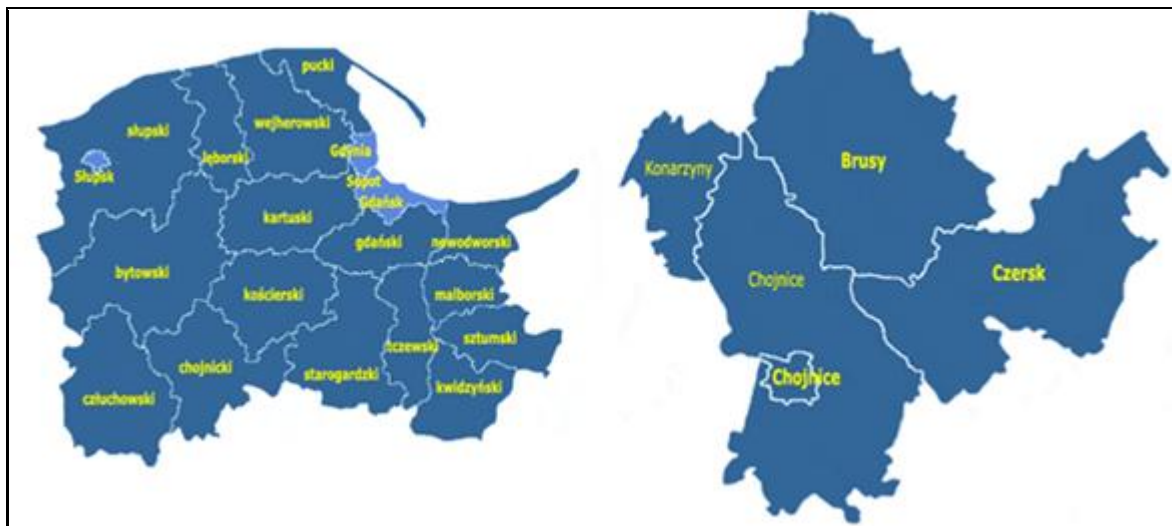 pucki
wejherowski
słupski
lęborski
Gdynia
Słupsk
Sopot
Gdańsk
kartuski
gdański
nowodworski
bytowski
kościerski
malborski
sztumski
tczewski
chojnicki
starogardzki
kwidzyński
człuchowski
Konarzyny
Brusy
Chojnice
Czersk
Chojnice